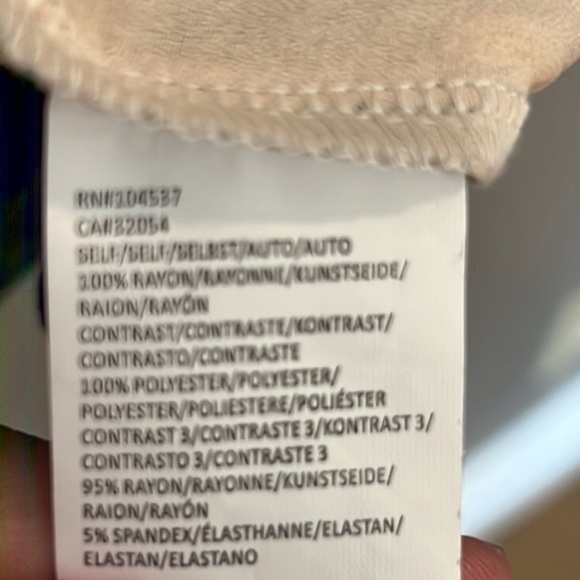 RN#104537
CA#32054
SELF/SELF/SELBST/AUTO/AUTO
100% RAYON/RAYONNE/KUNSTSEIDE/
RAION/RAYÓN
CONTRAST/CONTRASTE/KONTRAST/
CONTRASTO/CONTRASTE
100% POLYESTER/POLYESTER/
POLYESTER/POLIESTERE/POLIÉSTER
CONTRAST 3/CONTRASTE 3/KONTRAST 3/
CONTRASTO 3/CONTRASTE 3
95% RAYON/RAYONNE/KUNSTSEIDE/
RAION/RAYÓN
5% SPANDEX/ÉLASTHANNE/ELASTAN/
ELASTAN/ELASTANO